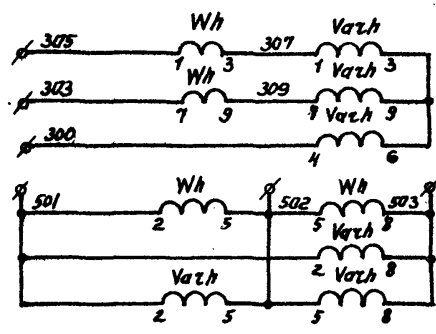 Wh
305 1 3 307 Varh 1 3
Wh Varh
303 7 9 309 7 9
Varh
300 4 6
501 Wh 502 Wh 503
2 5 5 8
Varh
2 8
Varh Varh
2 5 5 8